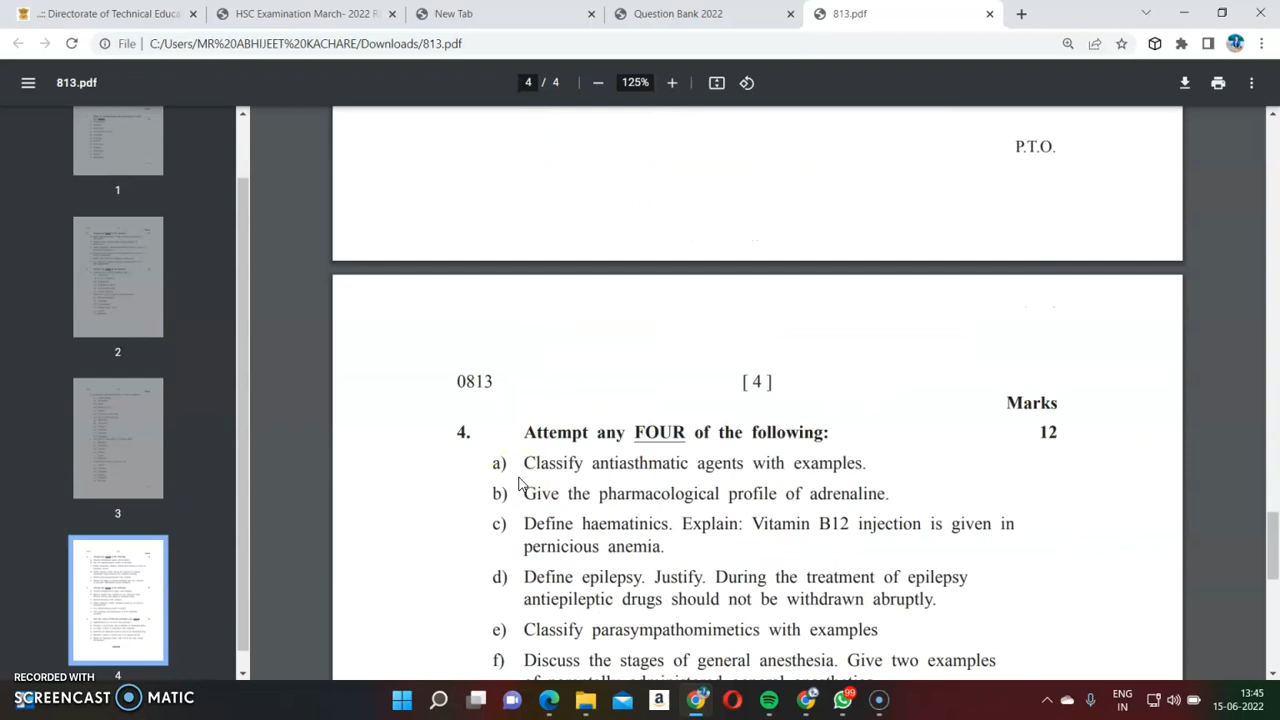 .:: Directorate of Technical Educa
HSC Examination March- 2022 R
New Tab
Question Bank 2022
813.pdf
File
C:/Users/MR%20ABHIJEET%20KACHARE/Downloads/813.pdf
813.pdf
4 / 4
125%
1
2
3
4
P.T.O.
0813
[ 4 ]
Marks
4. Attempt any FOUR of the following: 12
a) Classify antiasthmatic agents with examples.
b) Give the pharmacological profile of adrenaline.
c) Define haematinics. Explain: Vitamin B12 injection is given in
pernicious anemia.
d) Define epilepsy. Justify. During the treatment of epilepsy
antiepileptic drugs should not be withdrawn abruptly.
e) Classify parasympathomimetics with examples
f) Discuss the stages of general anesthesia. Give two examples
RECORDED WITH
SCREENCAST MATIC
99
ENG
IN
13:45
15-06-2022